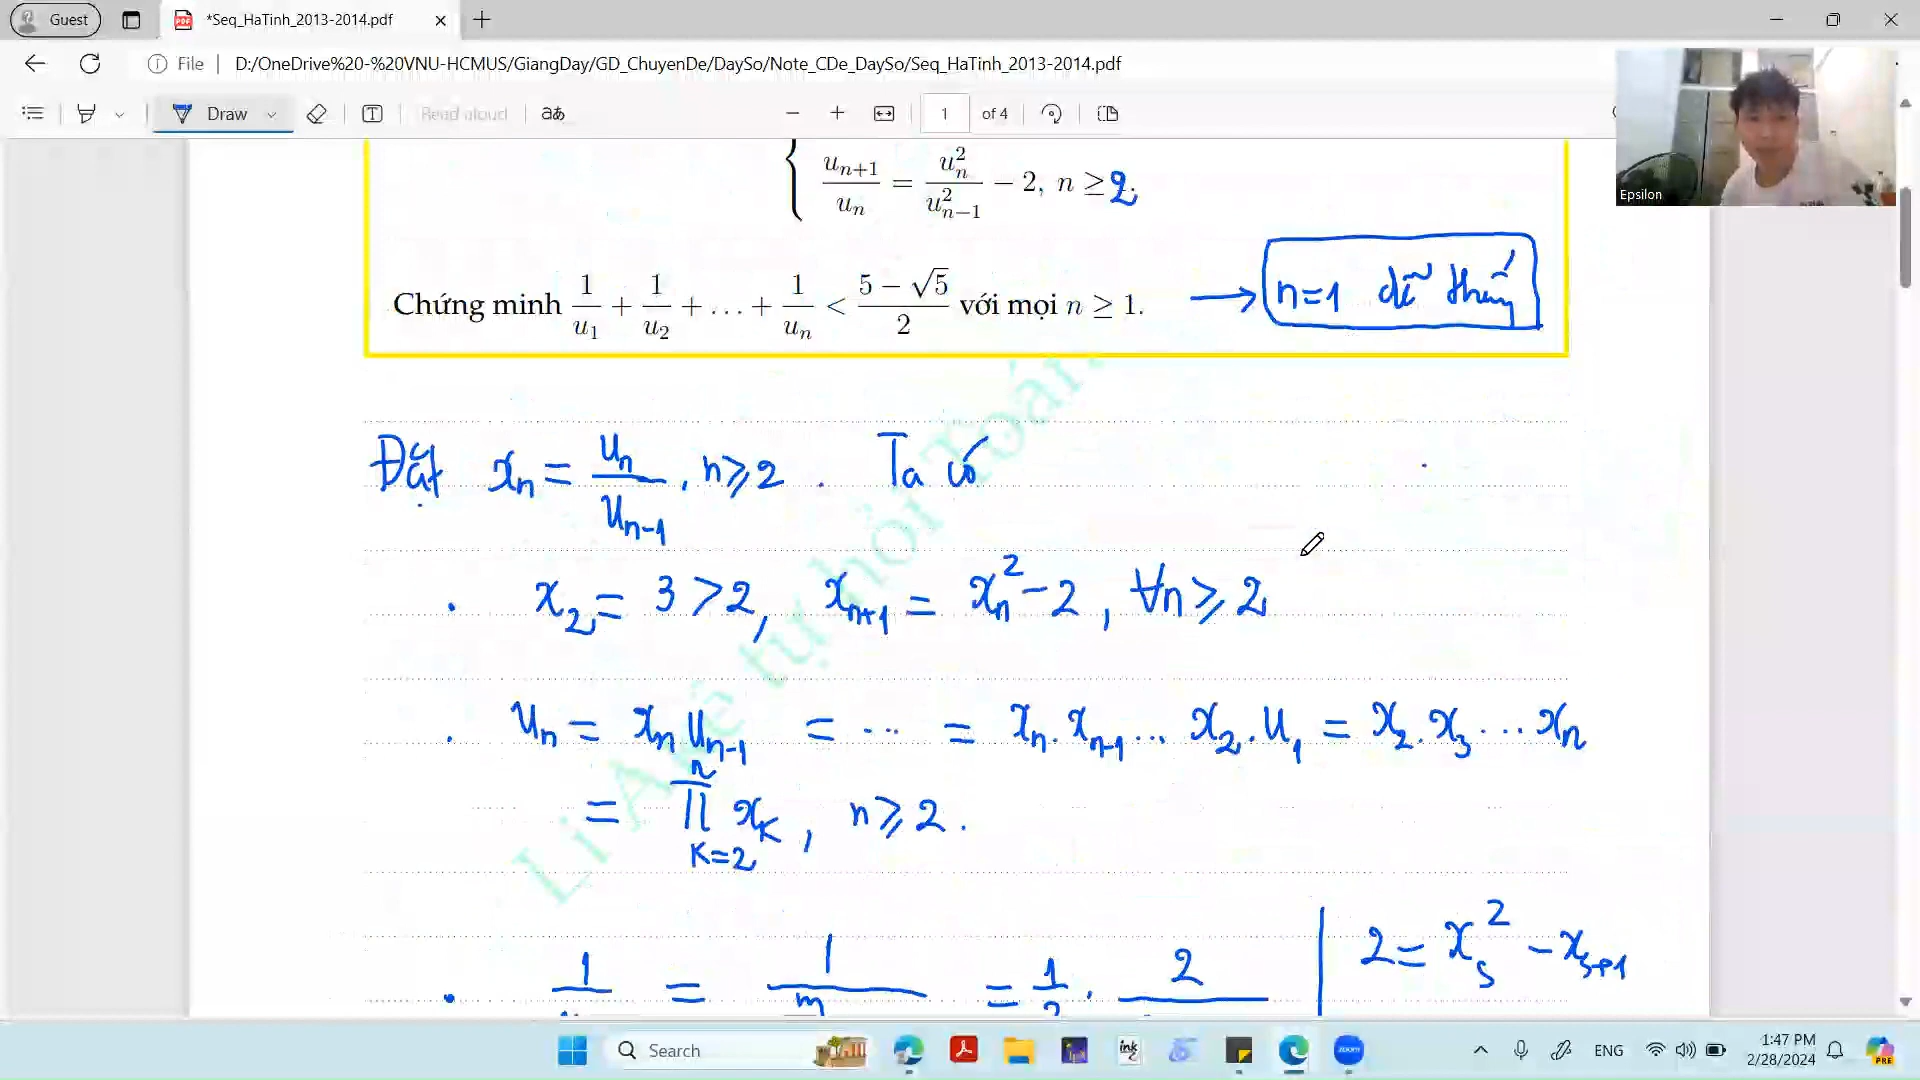 Guest
*Seq_HaTinh_2013-2014.pdf
File
D:/OneDrive%20-%20VNU-HCMUS/GiangDay/GD_ChuyenDe/DaySo/Note_CDe_DaySo/Seq_HaTinh_2013-2014.pdf
Draw Read aloud aあ 1 of 4
Epsilon
u_{n+1}/u_n = u_n^2/u_{n-1}^2 − 2, n ≥ 2.
Chứng minh 1/u_1 + 1/u_2 + … + 1/u_n < (5 − √5)/2 với mọi n ≥ 1. → n=1 dễ thấy
Đặt x_n = u_n/u_{n-1}, n ⩾ 2. Ta có
. x_2 = 3 > 2, x_{n+1} = x_n^2 − 2, ∀n ⩾ 2
. u_n = x_n u_{n-1} = ... = x_n . x_{n-1} ... x_2 . u_1 = x_2 . x_3 ... x_n
= ∏_{k=2}^{n} x_k, n ⩾ 2.
2 = x_s^2 − x_{s+1}
Search
ENG
1:47 PM
2/28/2024
PRE
zoom
ink